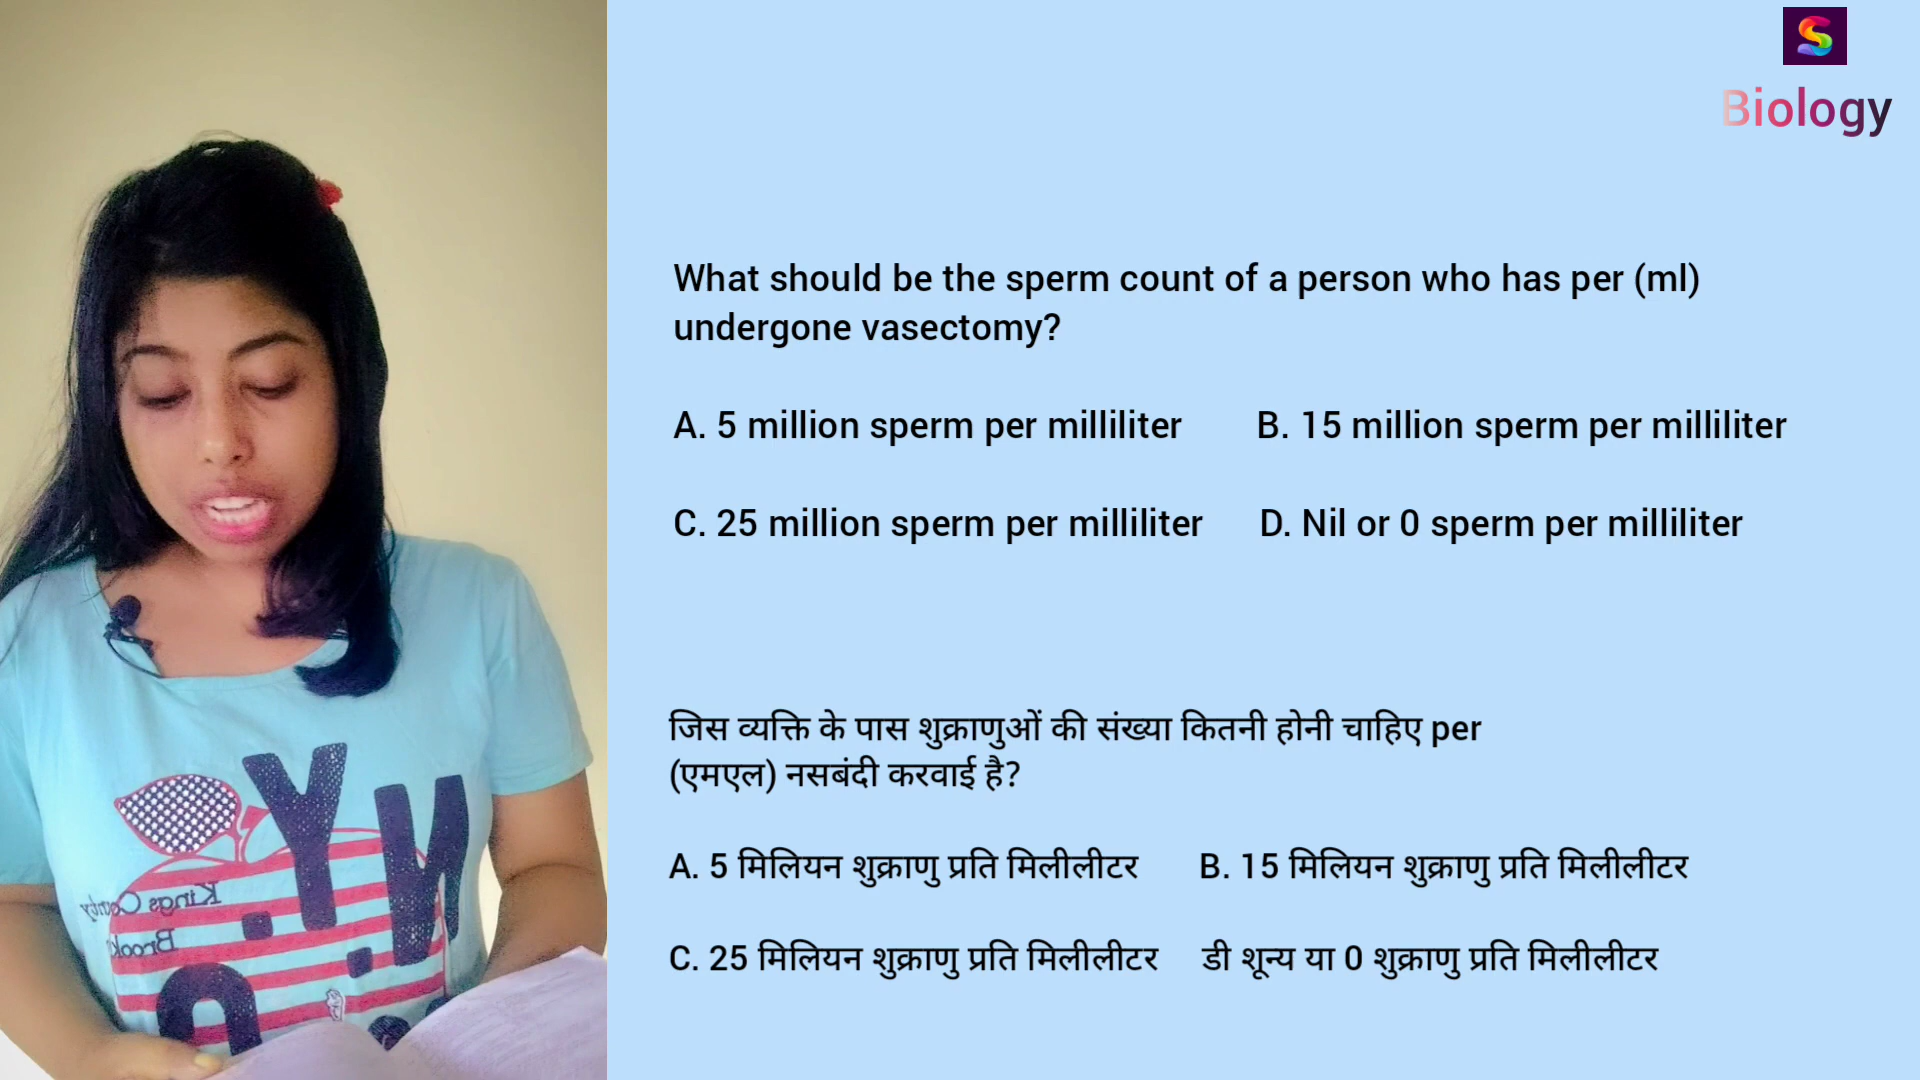 S
Biology
What should be the sperm count of a person who has per (ml)
undergone vasectomy?
A. 5 million sperm per milliliter B. 15 million sperm per milliliter
C. 25 million sperm per milliliter D. Nil or 0 sperm per milliliter
जिस व्यक्ति के पास शुक्राणुओं की संख्या कितनी होनी चाहिए per
(एमएल) नसबंदी करवाई है?
A. 5 मिलियन शुक्राणु प्रति मिलीलीटर B. 15 मिलियन शुक्राणु प्रति मिलीलीटर
C. 25 मिलियन शुक्राणु प्रति मिलीलीटर डी शून्य या 0 शुक्राणु प्रति मिलीलीटर
N.Y.
Kings County